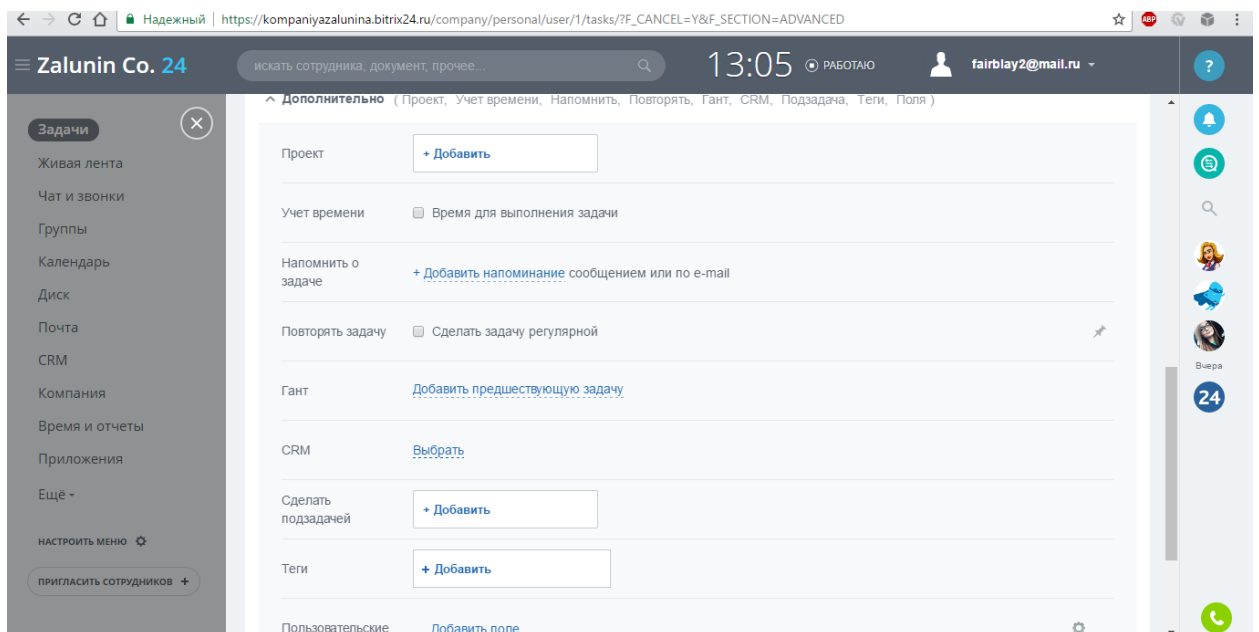 Надежный | https://kompaniyazalunina.bitrix24.ru/company/personal/user/1/tasks/?F_CANCEL=Y&F_SECTION=ADVANCED
ABP
Zalunin Co. 24
искать сотрудника, документ, прочее...
13:05
РАБОТАЮ
fairblay2@mail.ru
?
Задачи
Живая лента
Чат и звонки
Группы
Календарь
Диск
Почта
CRM
Компания
Время и отчеты
Приложения
Ещё
НАСТРОИТЬ МЕНЮ
ПРИГЛАСИТЬ СОТРУДНИКОВ +
Дополнительно ( Проект, Учет времени, Напомнить, Повторять, Гант, CRM, Подзадача, Теги, Поля )
Проект
+ Добавить
Учет времени
Время для выполнения задачи
Напомнить о
задаче
+ Добавить напоминание сообщением или по e-mail
Повторять задачу
Сделать задачу регулярной
Гант
Добавить предшествующую задачу
CRM
Выбрать
Сделать
подзадачей
+ Добавить
Теги
+ Добавить
Пользовательские
Добавить поле
Вчера
24